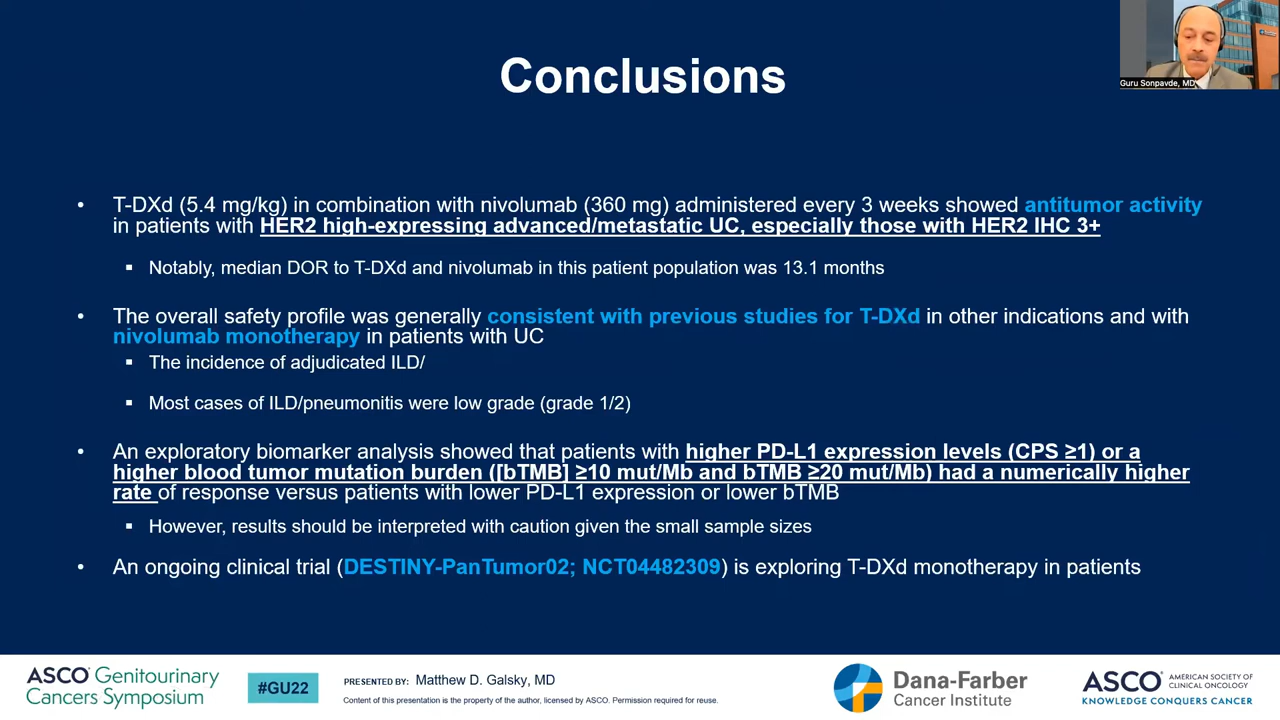 Guru Sonpavde, MD
Conclusions
• T-DXd (5.4 mg/kg) in combination with nivolumab (360 mg) administered every 3 weeks showed antitumor activity
in patients with HER2 high-expressing advanced/metastatic UC, especially those with HER2 IHC 3+
▪ Notably, median DOR to T-DXd and nivolumab in this patient population was 13.1 months
• The overall safety profile was generally consistent with previous studies for T-DXd in other indications and with
nivolumab monotherapy in patients with UC
▪ The incidence of adjudicated ILD/
▪ Most cases of ILD/pneumonitis were low grade (grade 1/2)
• An exploratory biomarker analysis showed that patients with higher PD-L1 expression levels (CPS ≥1) or a
higher blood tumor mutation burden ([bTMB] ≥10 mut/Mb and bTMB ≥20 mut/Mb) had a numerically higher
rate of response versus patients with lower PD-L1 expression or lower bTMB
▪ However, results should be interpreted with caution given the small sample sizes
• An ongoing clinical trial (DESTINY-PanTumor02; NCT04482309) is exploring T-DXd monotherapy in patients
ASCO Genitourinary
Cancers Symposium
#GU22
PRESENTED BY: Matthew D. Galsky, MD
Content of this presentation is the property of the author, licensed by ASCO. Permission required for reuse.
Dana-Farber
Cancer Institute
ASCO AMERICAN SOCIETY OF
CLINICAL ONCOLOGY
KNOWLEDGE CONQUERS CANCER